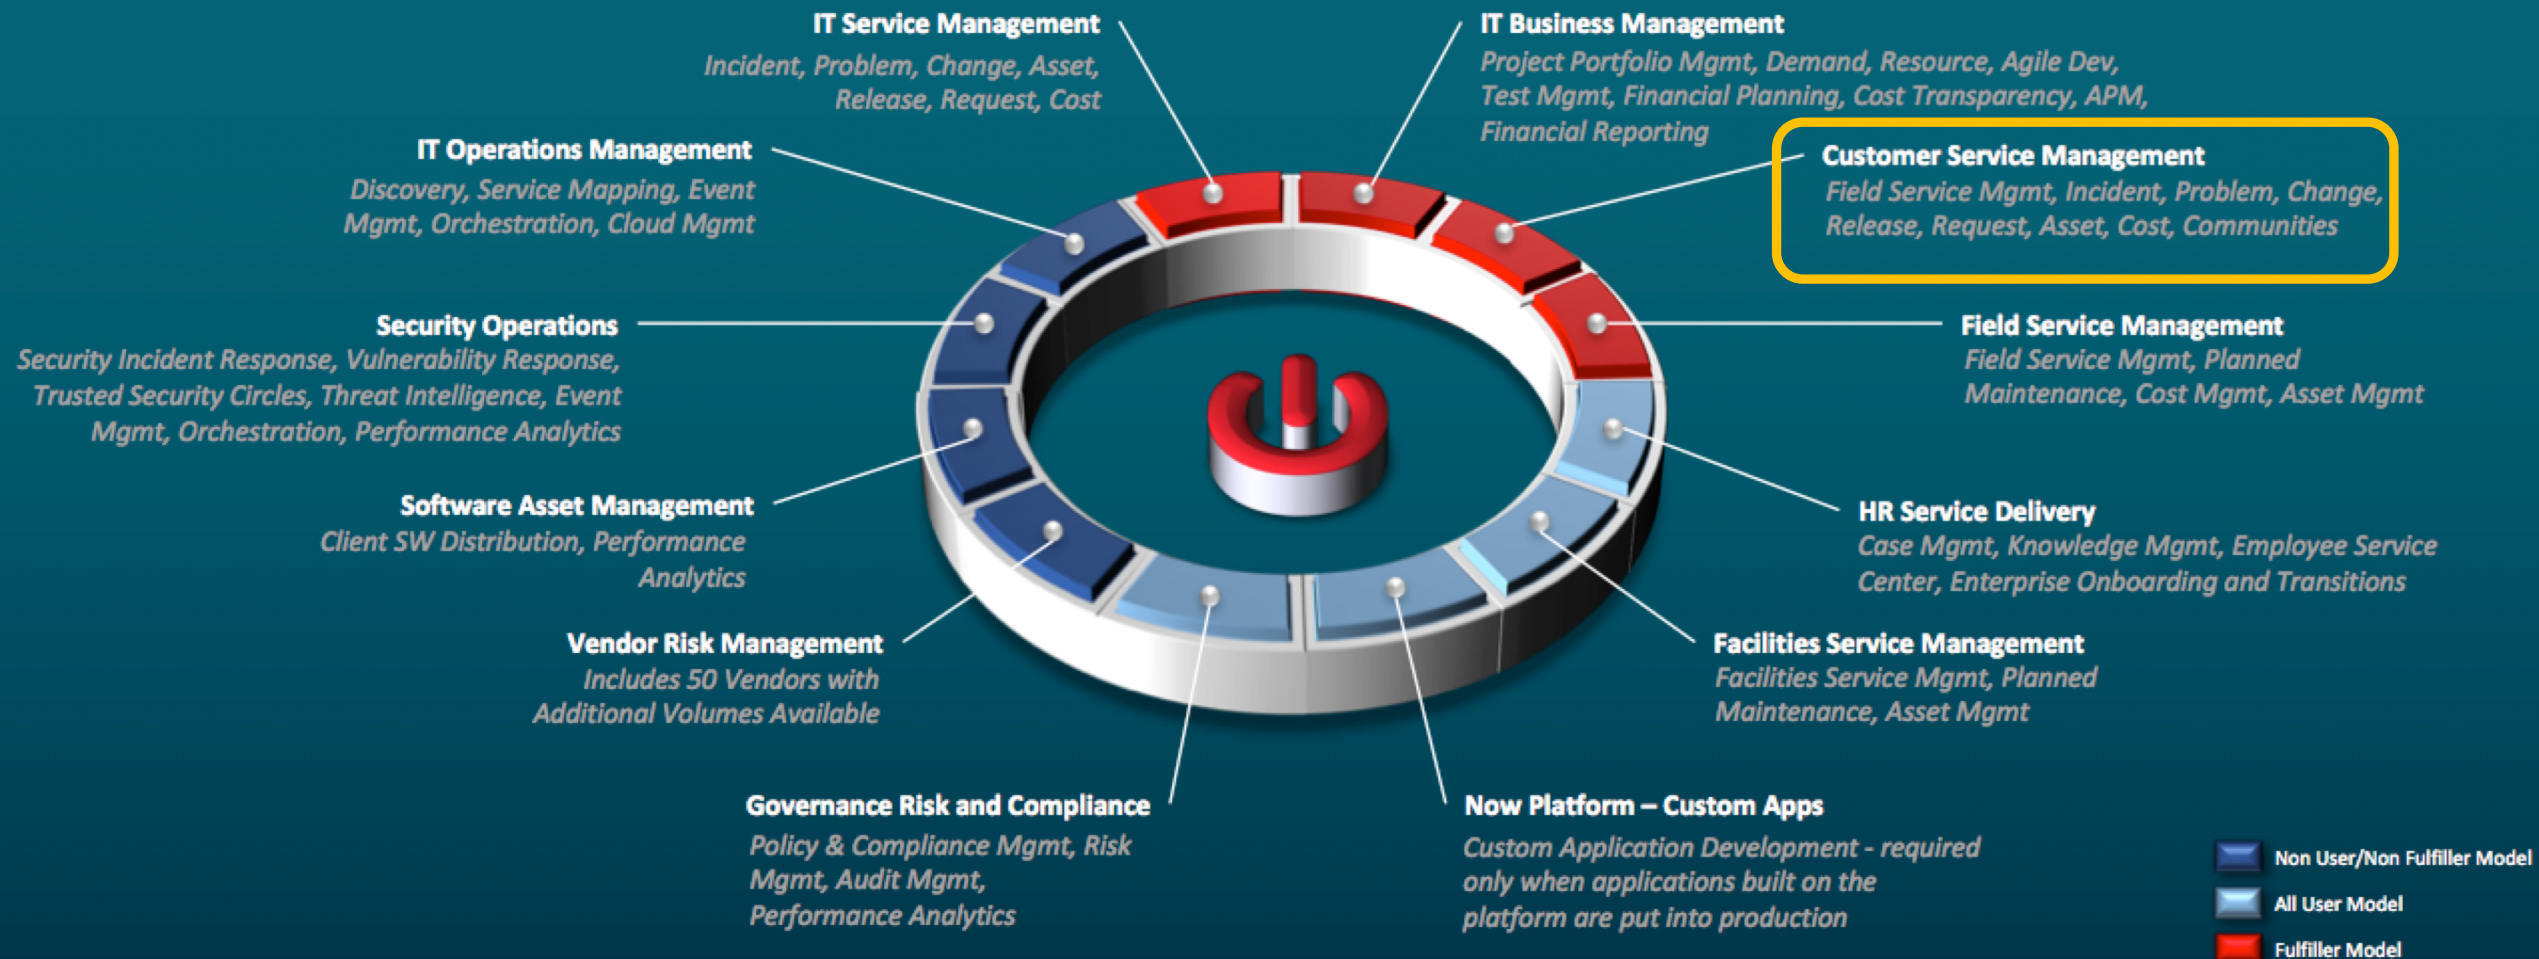 IT Service Management
Incident, Problem, Change, Asset,
Release, Request, Cost
IT Business Management
Project Portfolio Mgmt, Demand, Resource, Agile Dev,
Test Mgmt, Financial Planning, Cost Transparency, APM,
Financial Reporting
IT Operations Management
Discovery, Service Mapping, Event
Mgmt, Orchestration, Cloud Mgmt
Customer Service Management
Field Service Mgmt, Incident, Problem, Change,
Release, Request, Asset, Cost, Communities
Security Operations
Security Incident Response, Vulnerability Response,
Trusted Security Circles, Threat Intelligence, Event
Mgmt, Orchestration, Performance Analytics
Field Service Management
Field Service Mgmt, Planned
Maintenance, Cost Mgmt, Asset Mgmt
Software Asset Management
Client SW Distribution, Performance
Analytics
HR Service Delivery
Case Mgmt, Knowledge Mgmt, Employee Service
Center, Enterprise Onboarding and Transitions
Vendor Risk Management
Includes 50 Vendors with
Additional Volumes Available
Facilities Service Management
Facilities Service Mgmt, Planned
Maintenance, Asset Mgmt
Governance Risk and Compliance
Policy & Compliance Mgmt, Risk
Mgmt, Audit Mgmt,
Performance Analytics
Now Platform – Custom Apps
Custom Application Development - required
only when applications built on the
platform are put into production
Non User/Non Fulfiller Model
All User Model
Fulfiller Model